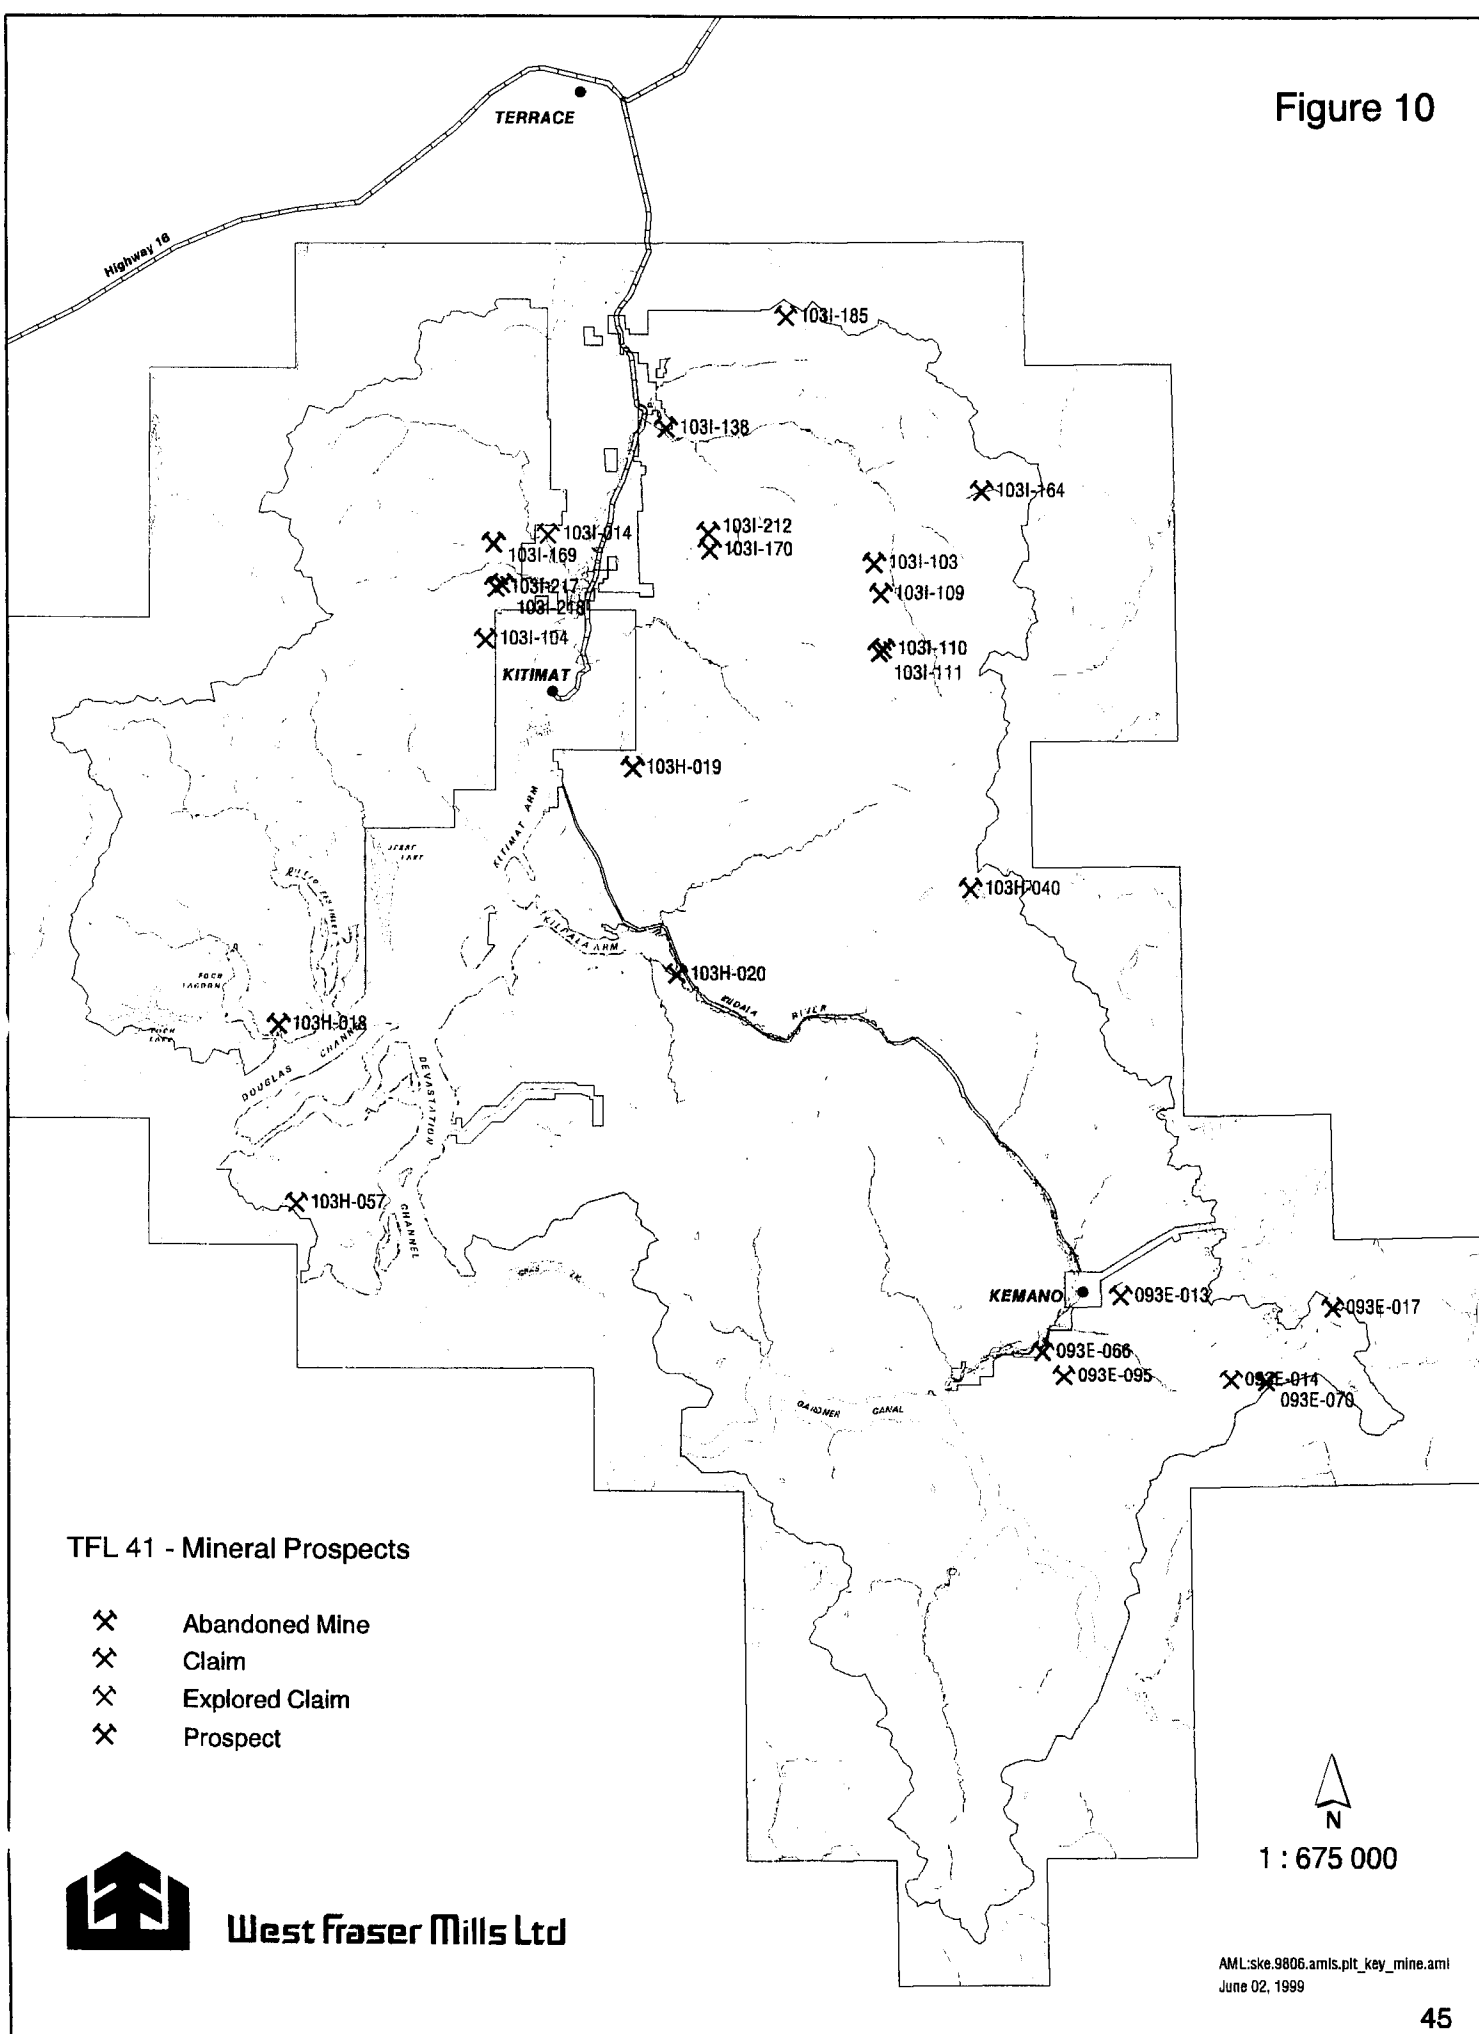 Figure 10
TERRACE
Highway 16
103I-185
103I-138
103I-164
103I-212
103I-014
103I-170
103I-169
103I-103
103I-217
103I-109
103I-218
103I-104
103I-110
103I-111
KITIMAT
103H-019
KITIMAT ARM
JESSE
LAKE
103H-040
KILDALA ARM
103H-020
FOCH
LAGOON
KILDALA RIVER
103H-018
LAKE
DOUGLAS CHANNEL
DEVASTATION
CHANNEL
103H-057
KEMANO
093E-013
093E-017
093E-066
093E-095
093E-014
093E-070
GARDNER CANAL
TFL 41 - Mineral Prospects
Abandoned Mine
Claim
Explored Claim
Prospect
N
1 : 675 000
West Fraser Mills Ltd
AML:ske.9806.amls.plt_key_mine.aml
June 02, 1999
45